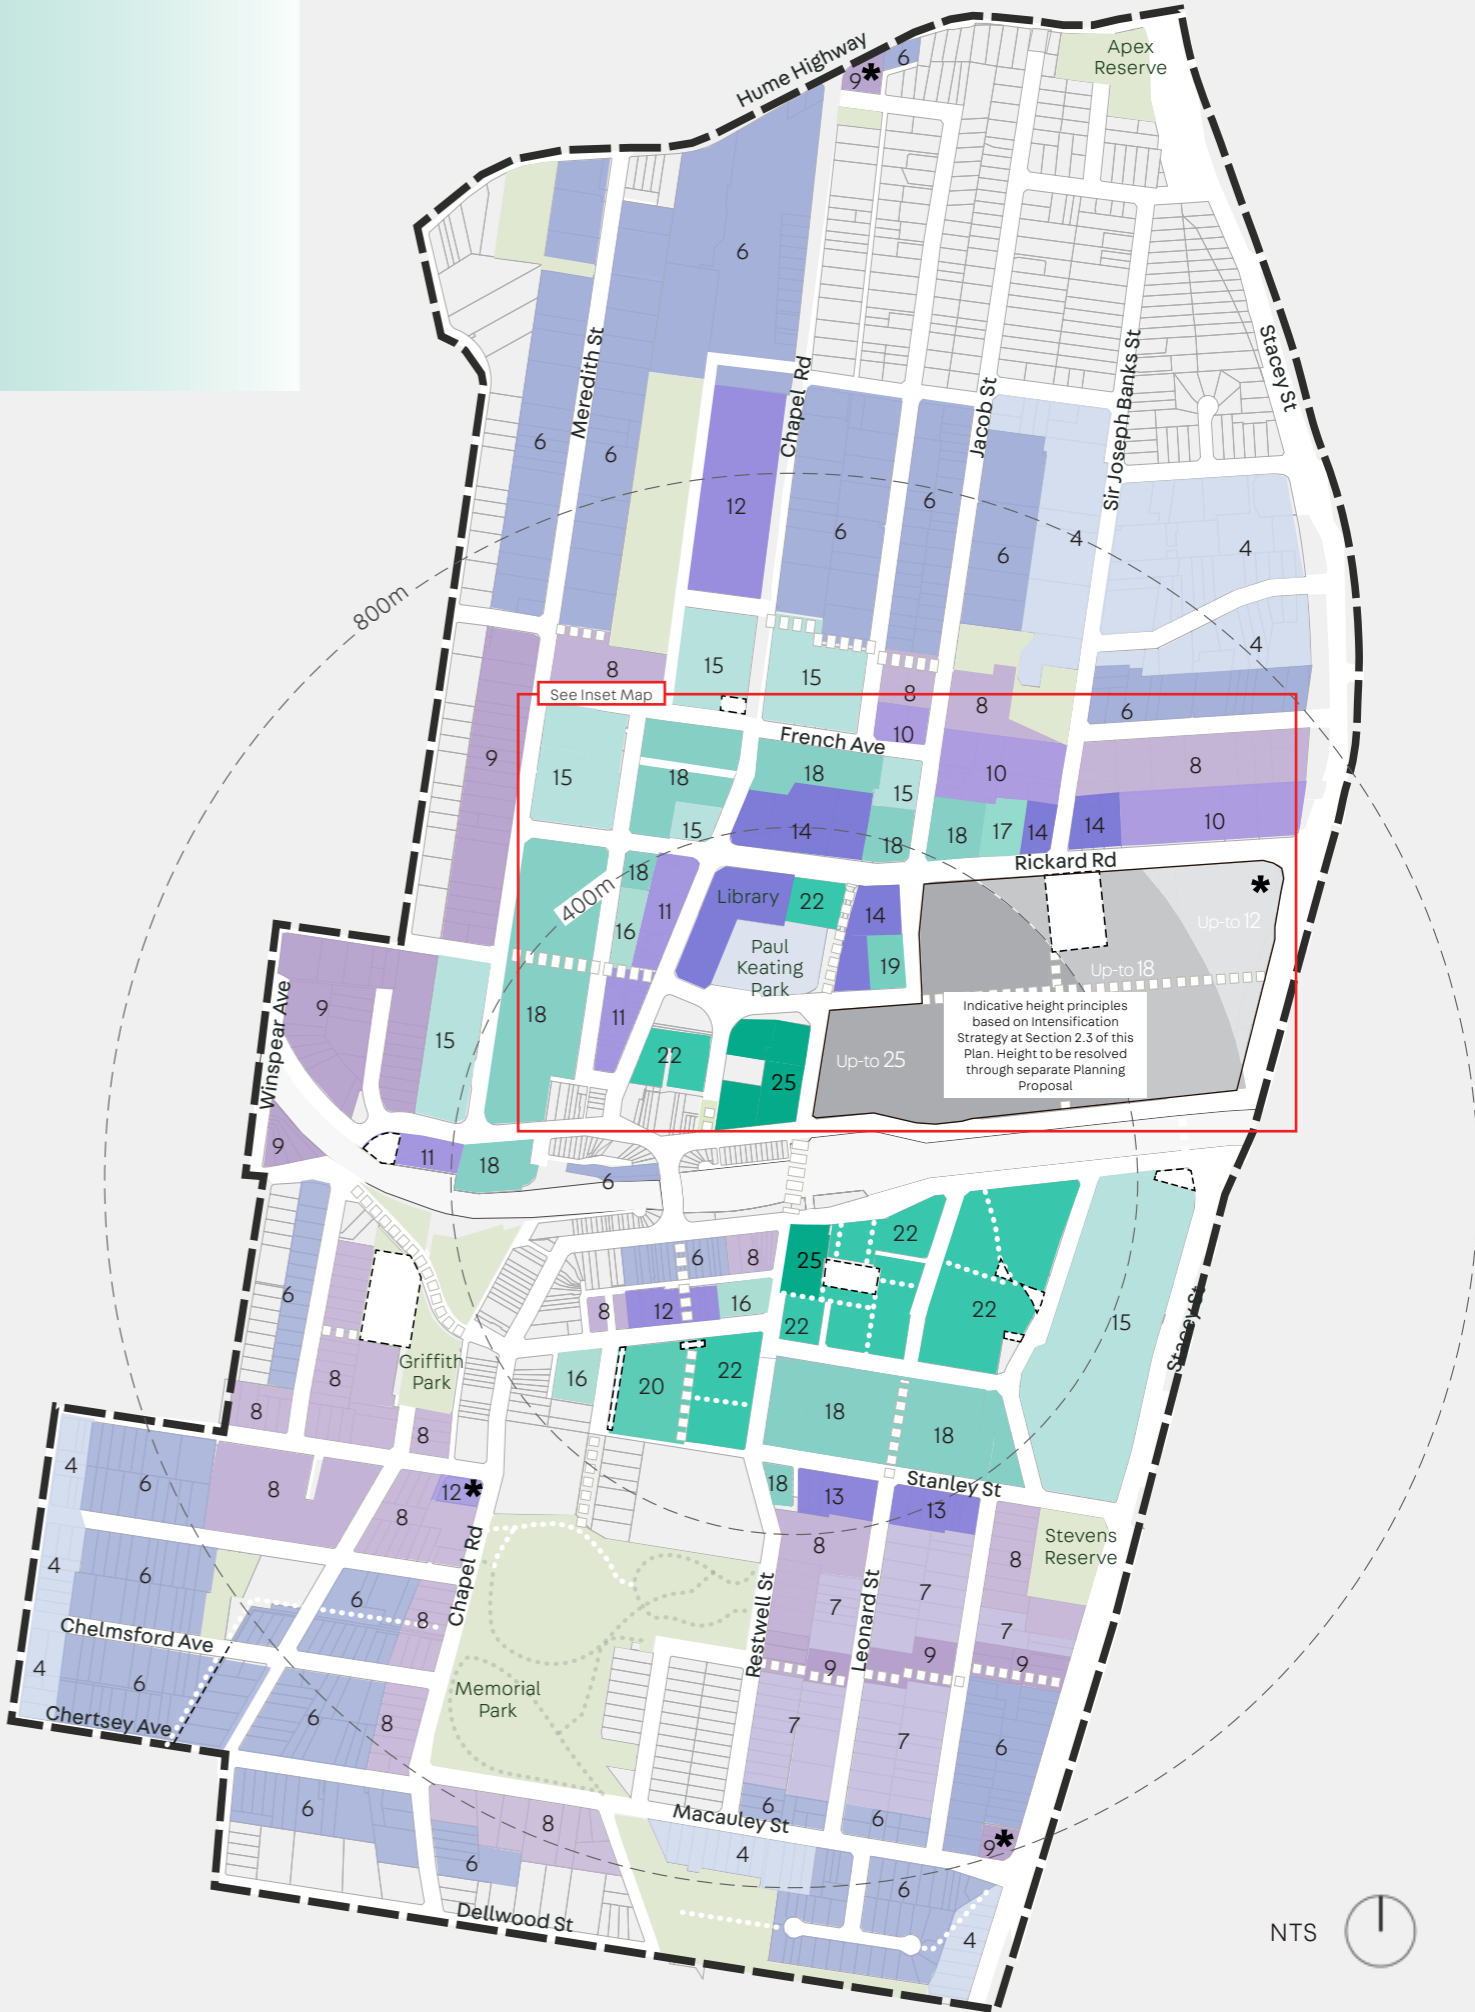 Hume Highway
9*
6
Apex
Reserve
6
Meredith St
Chapel Rd
Jacob St
Sir Joseph Banks St
Stacey St
6
6
12
6
6
6
4
4
4
800m
8
15
15
8
8
6
See Inset Map
9
15
18
15
French Ave
18
15
14
18
10
10
8
18
17
14
14
10
Rickard Rd
400m
18
16
11
Library
22
14
19
Paul
Keating
Park
*
Up-to 12
Up-to 18
Up-to 25
Indicative height principles
based on Intensification
Strategy at Section 2.3 of this
Plan. Height to be resolved
through separate Planning
Proposal
Winspear Ave
9
15
18
11
22
25
9
11
18
6
6
8
25
22
22
15
Stacey St
6
8
12
16
22
Griffith
Park
8
8
8
16
20
22
18
18
Stanley St
4
6
8
8
12*
18
13
13
Chapel Rd
8
8
Stevens
Reserve
4
6
6
8
7
7
7
Chelmsford Ave
Restwell St
Leonard St
9
9
9
4
6
Chertsey Ave
6
8
Memorial
Park
7
7
6
6
8
6
Macauley St
6
6
9*
4
6
4
Dellwood St
NTS